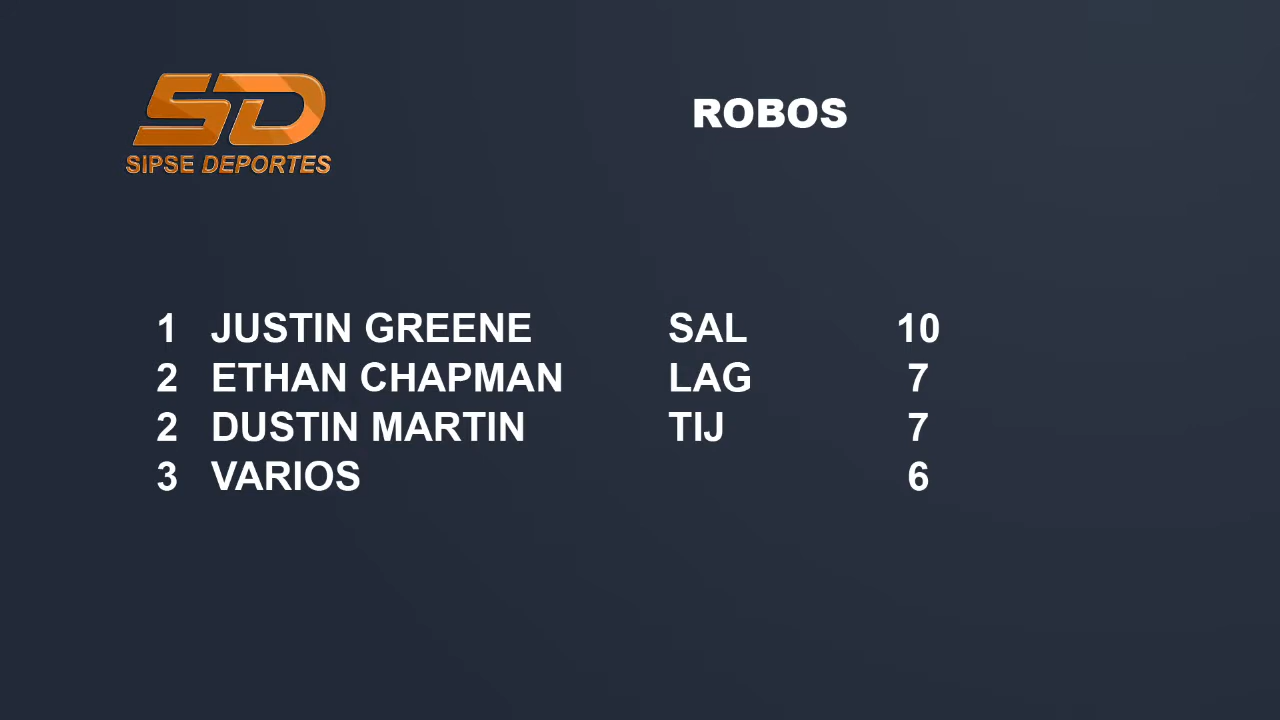 SD
SIPSE DEPORTES
ROBOS
1 JUSTIN GREENE SAL 10
2 ETHAN CHAPMAN LAG 7
2 DUSTIN MARTIN TIJ 7
3 VARIOS 6